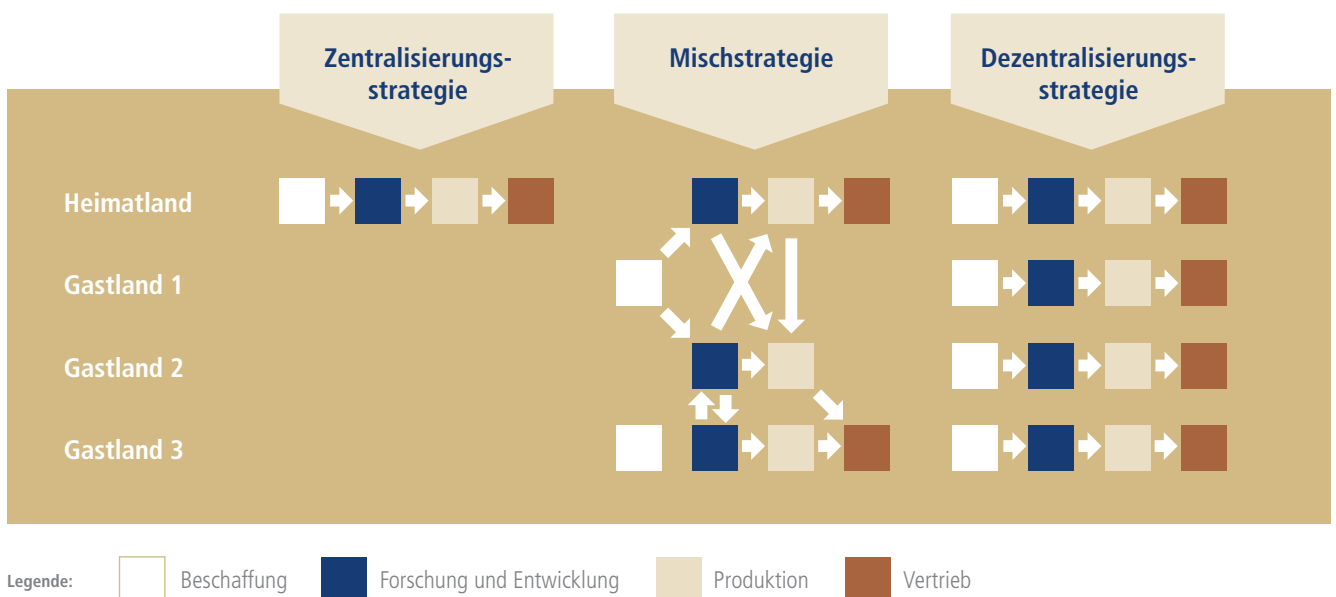 Zentralisierungs-
strategie
Mischstrategie
Dezentralisierungs-
strategie
Heimatland
Gastland 1
Gastland 2
Gastland 3
Legende:
Beschaffung
Forschung und Entwicklung
Produktion
Vertrieb